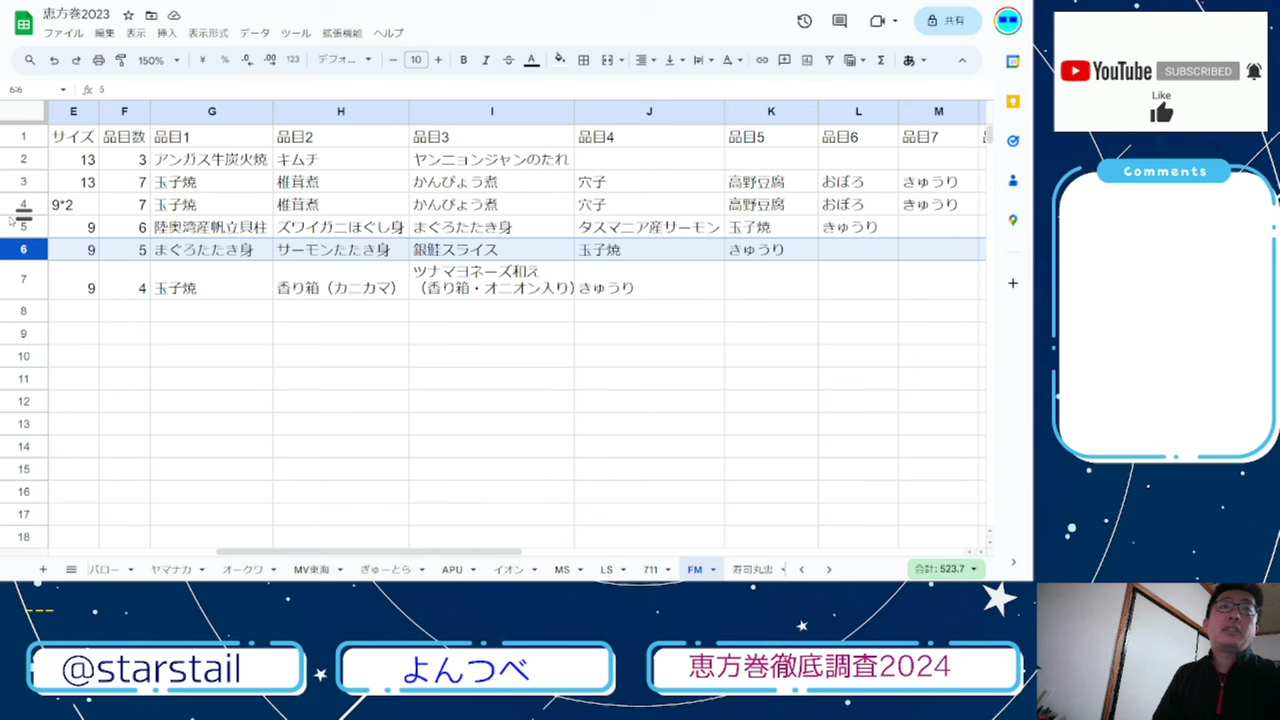 恵方巻2023
ファイル 編集 表示 挿入 表示形式 データ ツール 拡張機能 ヘルプ
共有
150% ¥ % .0 .00 123 デフォ... 10 B I A あ
6:6 fx 5
E F G H I J K L M
1 サイズ 品目数 品目1 品目2 品目3 品目4 品目5 品目6 品目7
2 13 3 アンガス牛炭火焼 キムチ ヤンニョンジャンのたれ
3 13 7 玉子焼 椎茸煮 かんぴょう煮 穴子 高野豆腐 おぼろ きゅうり
4 9*2 7 玉子焼 椎茸煮 かんぴょう煮 穴子 高野豆腐 おぼろ きゅうり
5 9 6 陸奥湾産帆立貝柱 ズワイガニほぐし身 まぐろたたき身 タスマニア産サーモン 玉子焼 きゅうり
6 9 5 まぐろたたき身 サーモンたたき身 銀鮭スライス 玉子焼 きゅうり
7 9 4 玉子焼 香り箱（カニカマ） ツナマヨネーズ和え
（香り箱・オニオン入り） きゅうり
8
9
10
11
12
13
14
15
16
17
18
バロー ヤマナカ オークワ MV東海 ぎゅーとら APU イオン MS LS 711 FM 寿司丸忠 合計: 523.7
YouTube SUBSCRIBED
Like
Comments
---
@starstail よんつべ 恵方巻徹底調査2024